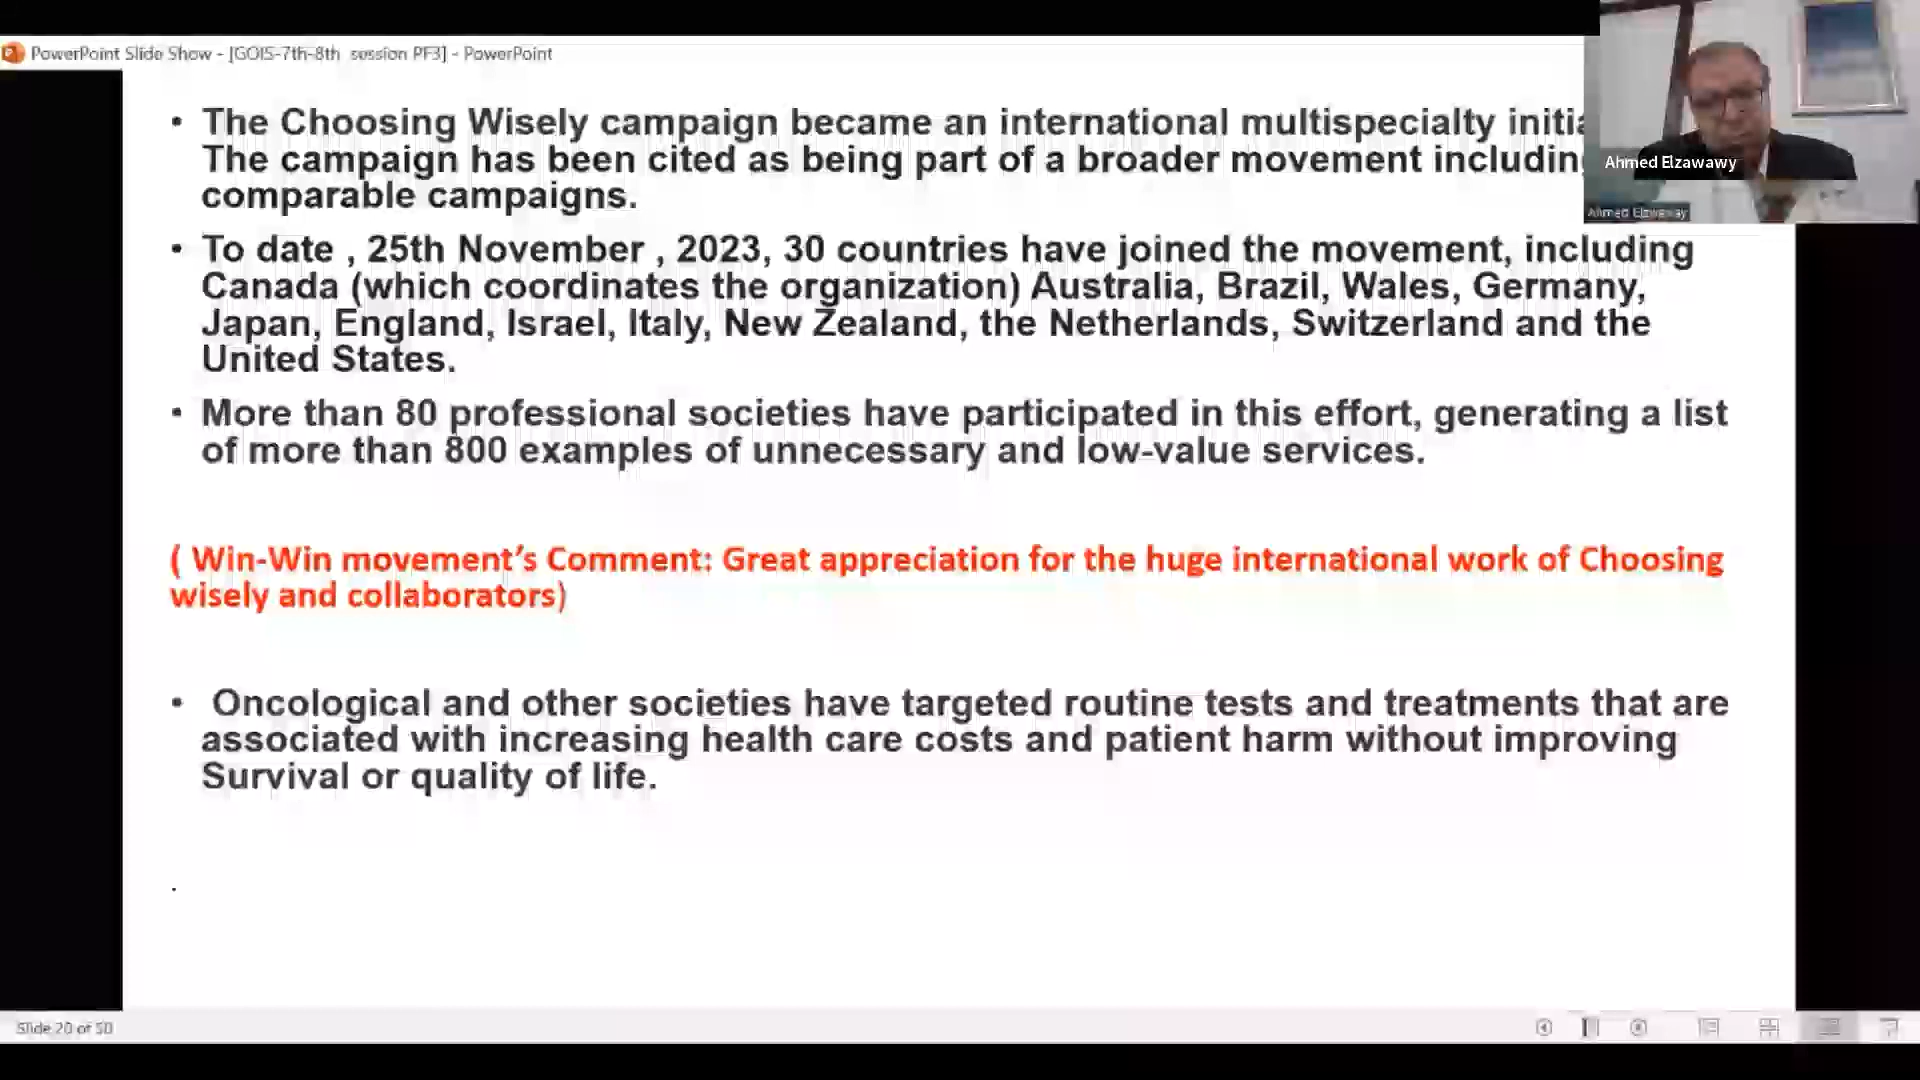 PowerPoint Slide Show - [GOIS-7th-8th session PF3] - PowerPoint
• The Choosing Wisely campaign became an international multispecialty
The campaign has been cited as being part of a broader movement
comparable campaigns.
• To date , 25th November , 2023, 30 countries have joined the movement, including
Canada (which coordinates the organization) Australia, Brazil, Wales, Germany,
Japan, England, Israel, Italy, New Zealand, the Netherlands, Switzerland and the
United States.
• More than 80 professional societies have participated in this effort, generating a list
of more than 800 examples of unnecessary and low-value services.
( Win-Win movement’s Comment: Great appreciation for the huge international work of Choosing
wisely and collaborators)
• Oncological and other societies have targeted routine tests and treatments that are
associated with increasing health care costs and patient harm without improving
Survival or quality of life.
.
Ahmed Elzawawy
Ahmed Elzawawy
Slide 20 of 50